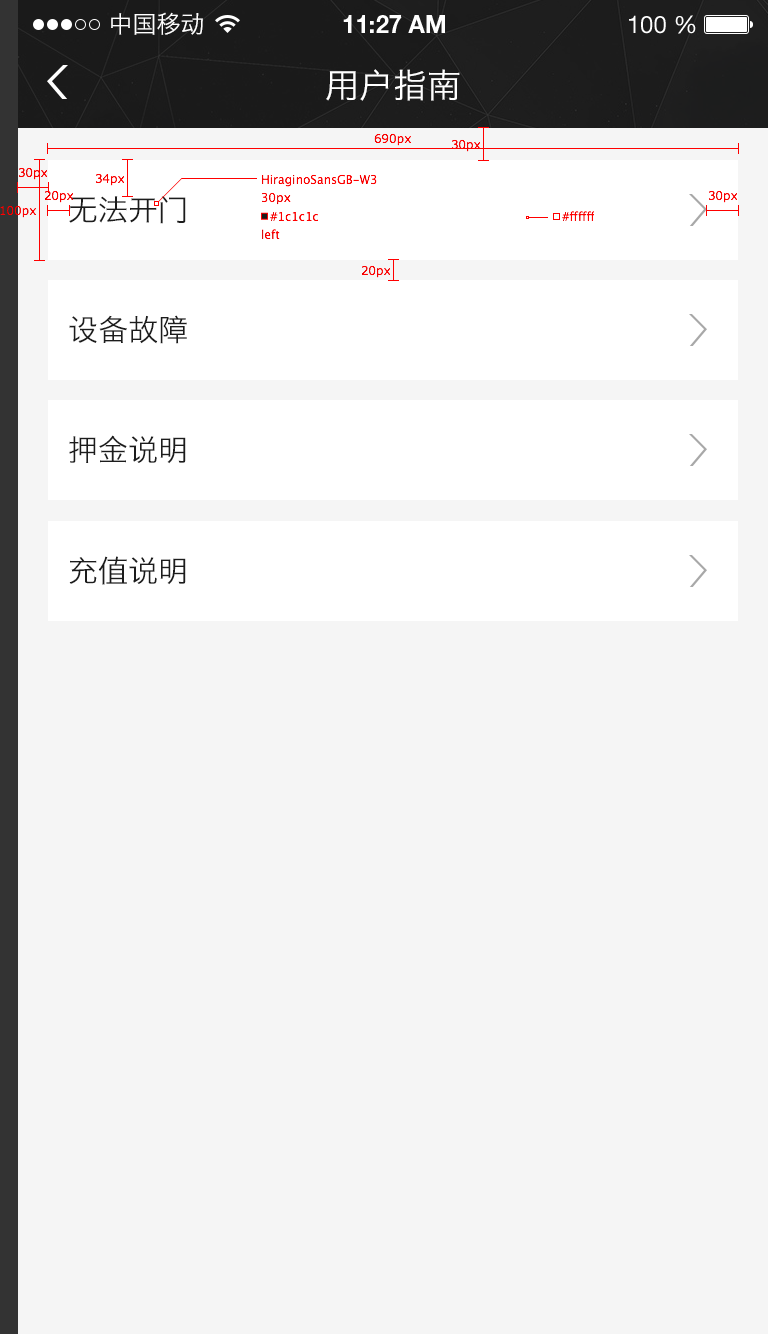 中国移动
11:27 AM
100 %
用户指南
690px
30px
30px
34px
HiraginoSansGB-W3
20px
30px
30px
100px
无法开门
#1c1c1c
#ffffff
left
20px
设备故障
押金说明
充值说明